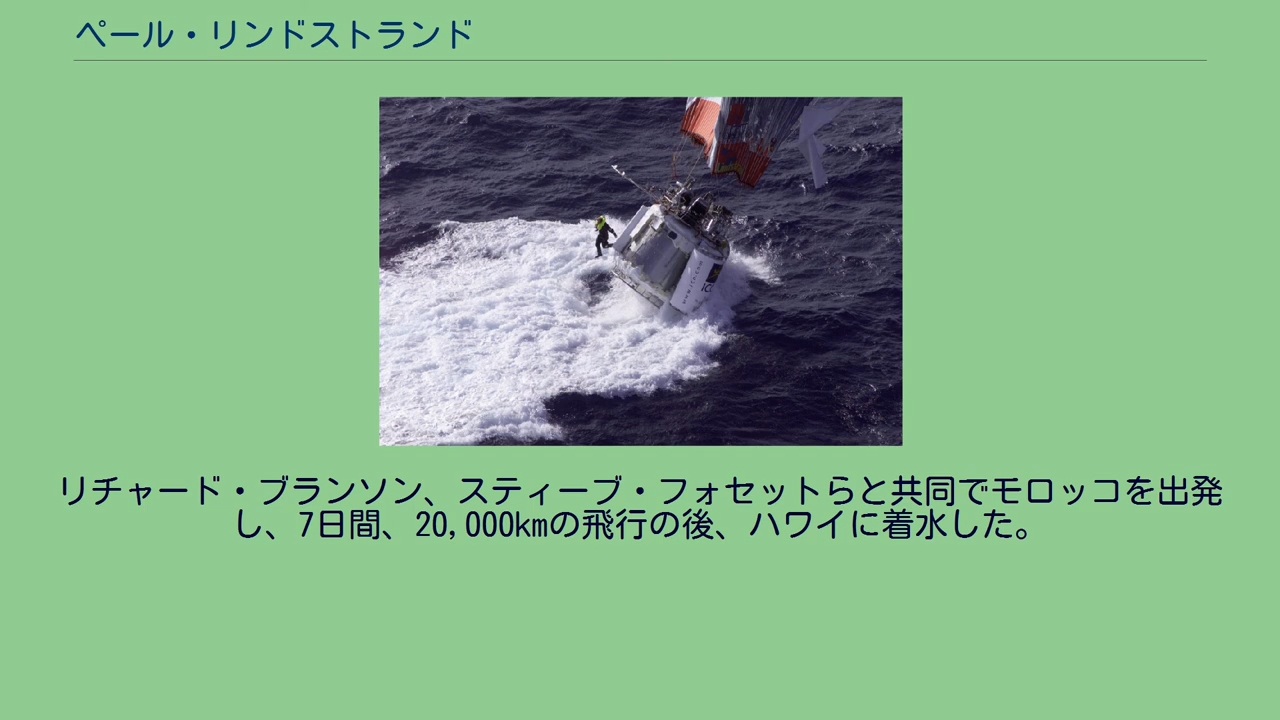 ペール・リンドストランド
ICO
リチャード・ブランソン、スティーブ・フォセットらと共同でモロッコを出発
し、7日間、20,000kmの飛行の後、ハワイに着水した。